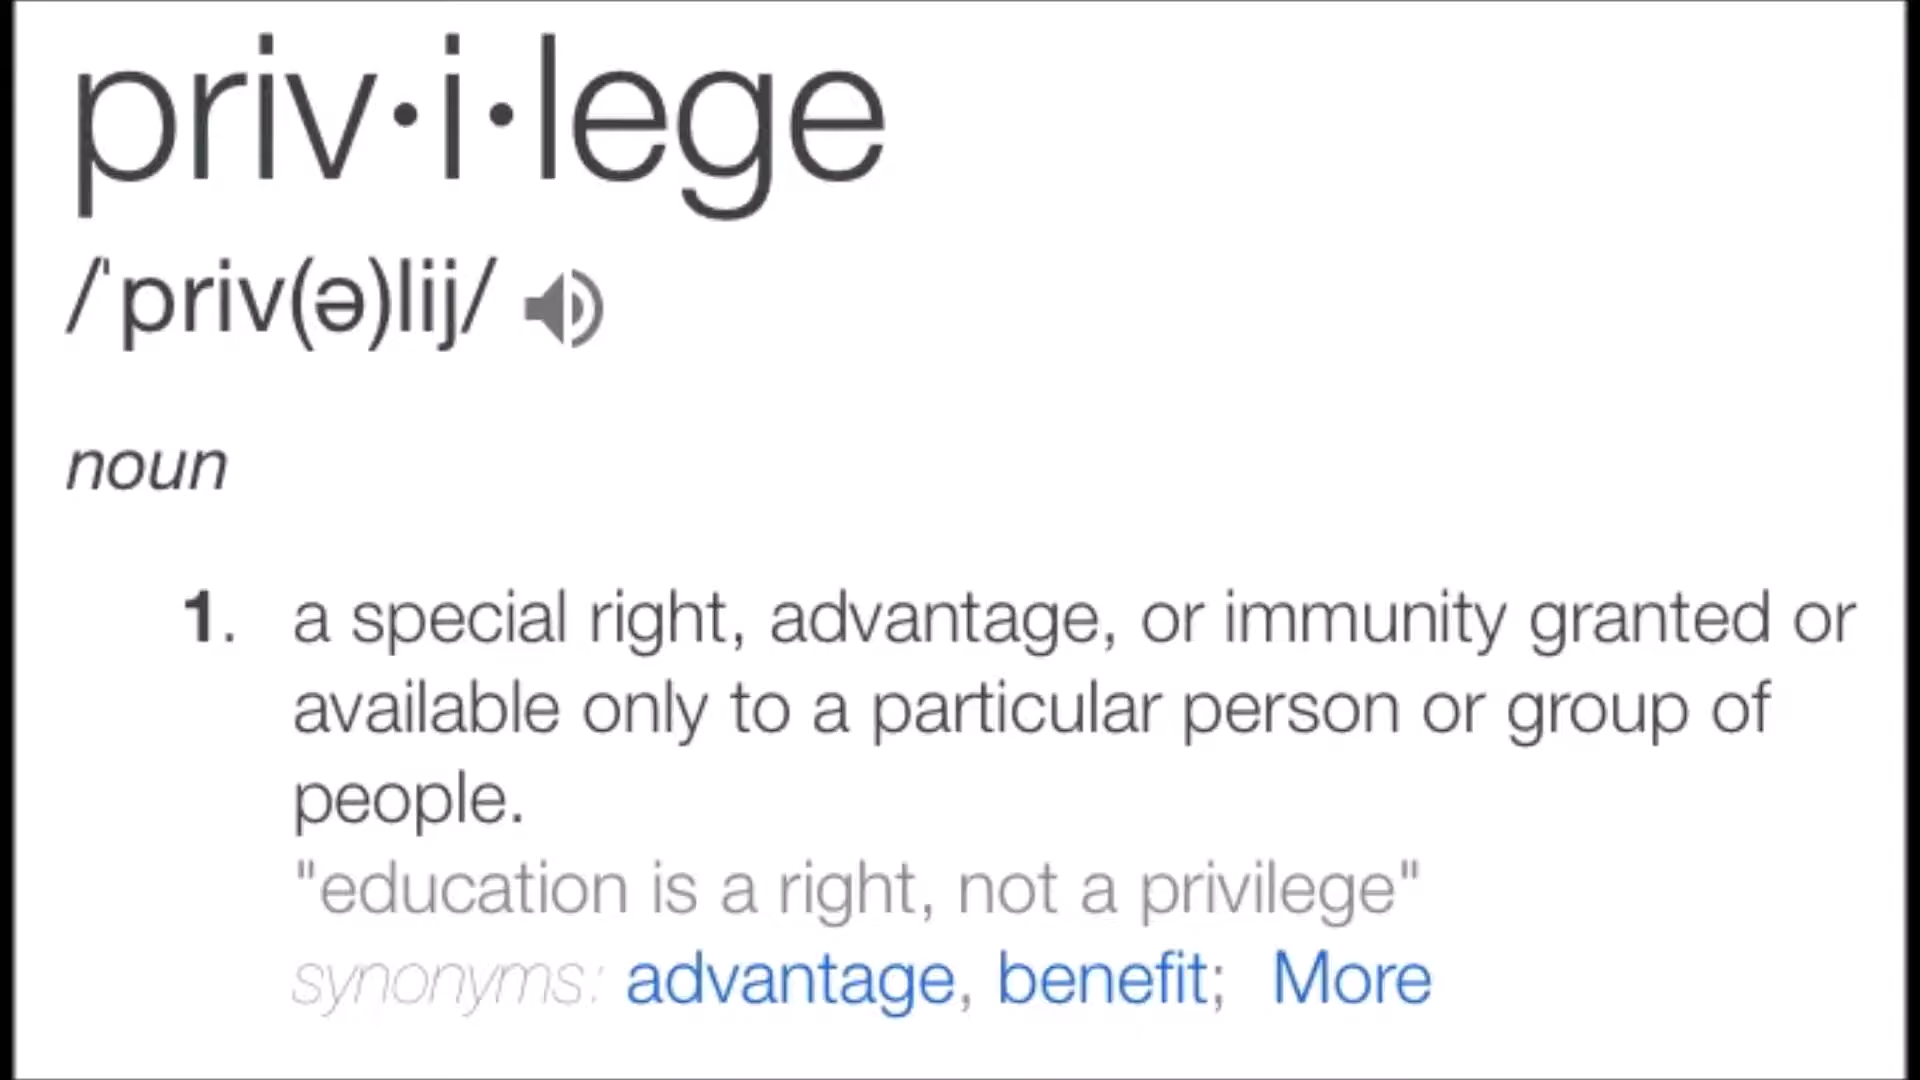 priv·i·lege
/ˈpriv(ə)lij/
noun
1. a special right, advantage, or immunity granted or
available only to a particular person or group of
people.
"education is a right, not a privilege"
synonyms: advantage, benefit; More